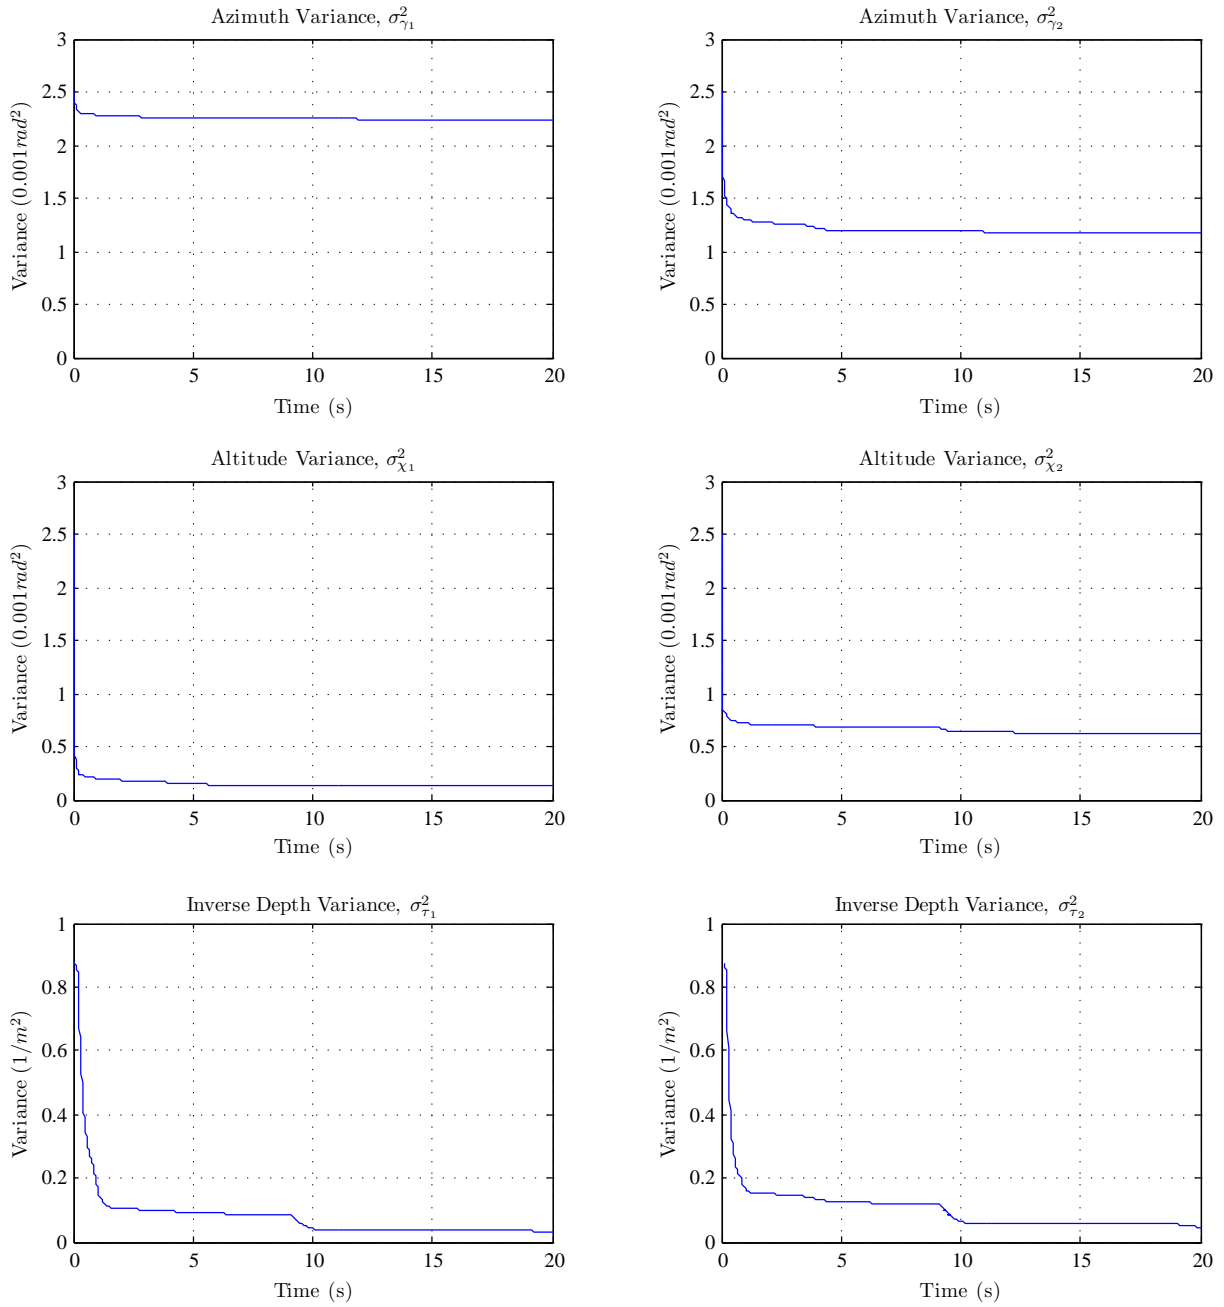 Azimuth Variance, σ²γ₁
3
2.5
2
1.5
1
0.5
0
Variance (0.001rad²)
0 5 10 15 20
Time (s)
Azimuth Variance, σ²γ₂
3
2.5
2
1.5
1
0.5
0
Variance (0.001rad²)
0 5 10 15 20
Time (s)
Altitude Variance, σ²χ₁
3
2.5
2
1.5
1
0.5
0
Variance (0.001rad²)
0 5 10 15 20
Time (s)
Altitude Variance, σ²χ₂
3
2.5
2
1.5
1
0.5
0
Variance (0.001rad²)
0 5 10 15 20
Time (s)
Inverse Depth Variance, σ²τ₁
1
0.8
0.6
0.4
0.2
0
Variance (1/m²)
0 5 10 15 20
Time (s)
Inverse Depth Variance, σ²τ₂
1
0.8
0.6
0.4
0.2
0
Variance (1/m²)
0 5 10 15 20
Time (s)